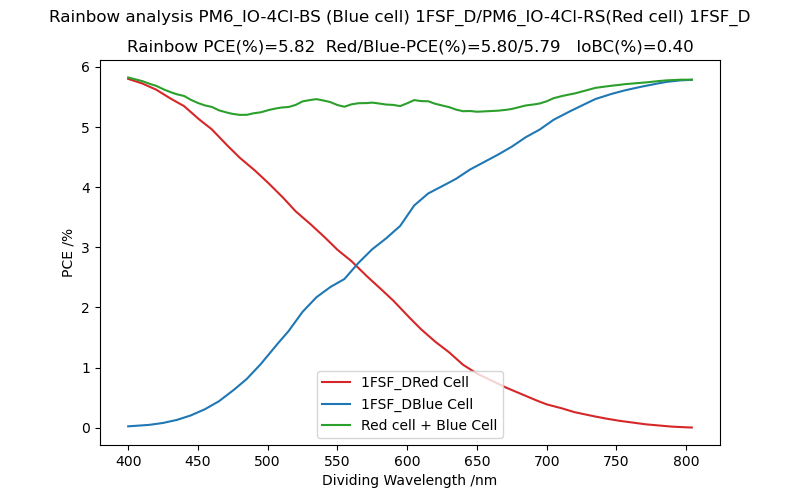 Rainbow analysis PM6_IO-4Cl-BS (Blue cell) 1FSF_D/PM6_IO-4Cl-RS(Red cell) 1FSF_D
Rainbow PCE(%)=5.82  Red/Blue-PCE(%)=5.80/5.79   IoBC(%)=0.40
6
5
4
3
2
1
0
PCE /%
1FSF_DRed Cell
1FSF_DBlue Cell
Red cell + Blue Cell
400 450 500 550 600 650 700 750 800
Dividing Wavelength /nm